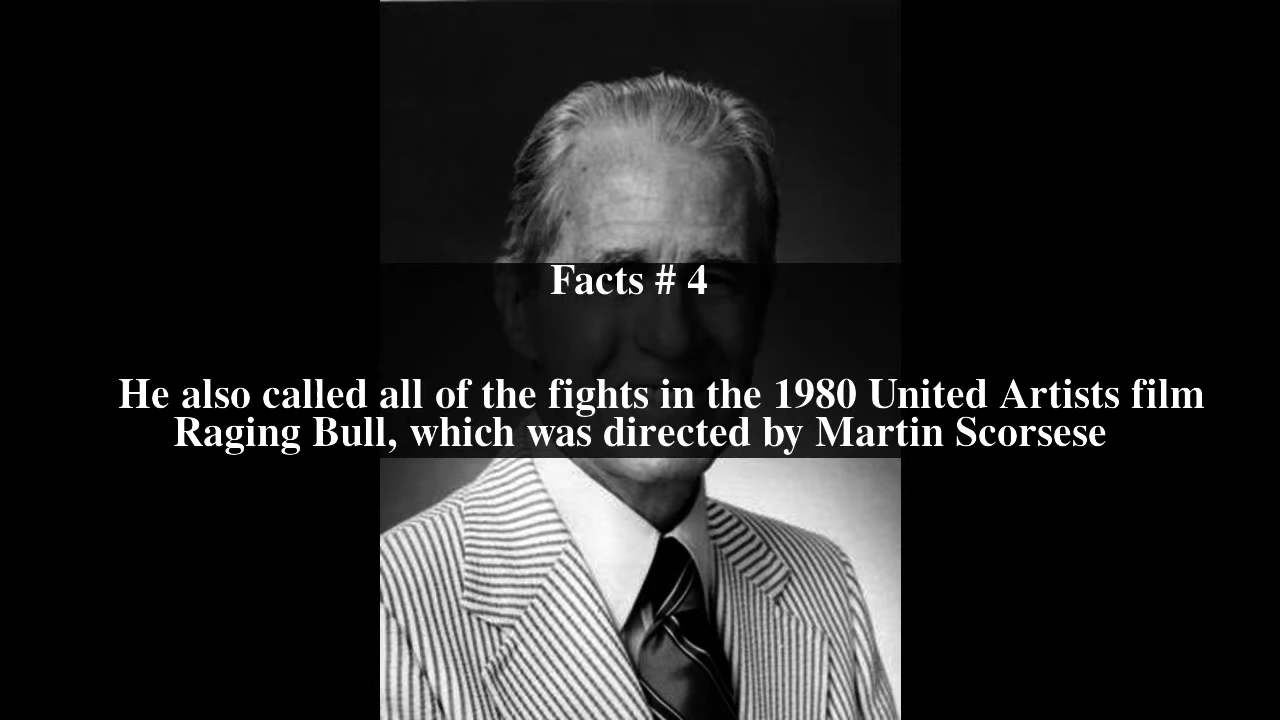 Facts # 4
He also called all of the fights in the 1980 United Artists film
Raging Bull, which was directed by Martin Scorsese